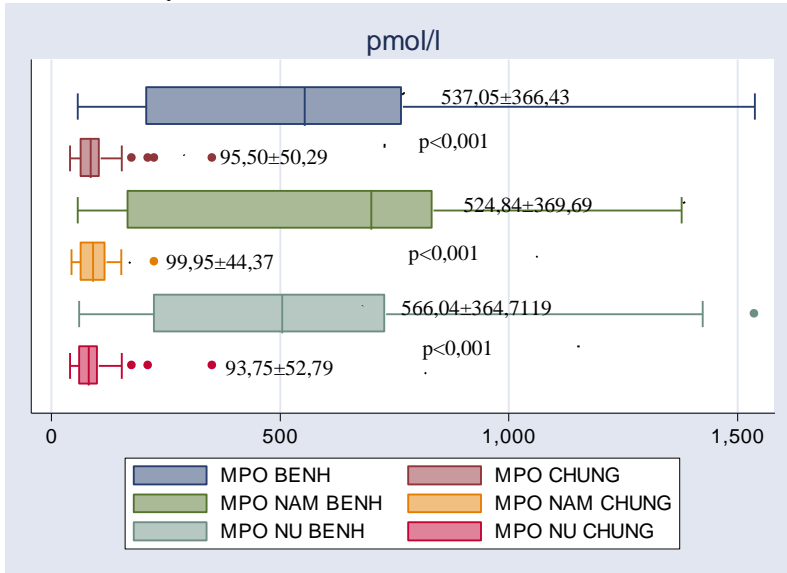 pmol/l
537,05±366,43
p<0,001
95,50±50,29
524,84±369,69
p<0,001
99,95±44,37
566,04±364,7119
p<0,001
93,75±52,79
0 500 1,000 1,500
MPO BENH MPO CHUNG
MPO NAM BENH MPO NAM CHUNG
MPO NU BENH MPO NU CHUNG